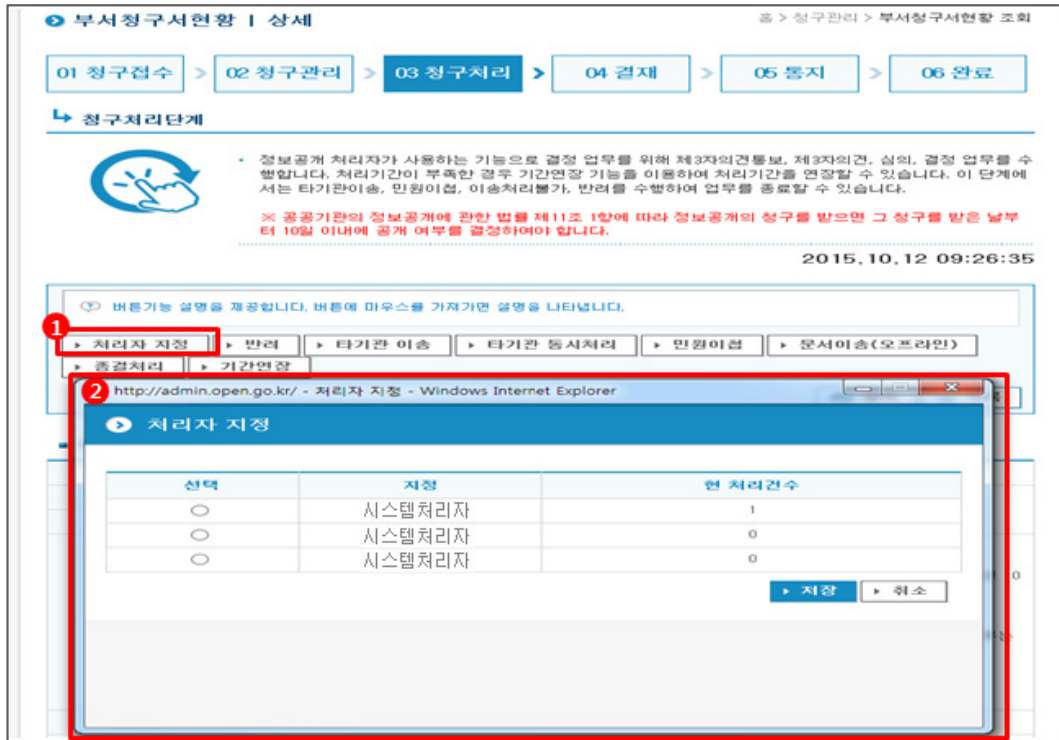 부서청구서현황 | 상세
홈 > 청구관리 > 부서청구서현황 조회
01 청구접수 > 02 청구관리 > 03 청구처리 > 04 결재 > 05 통지 > 06 완료
청구처리단계
• 정보공개 처리자가 사용하는 기능으로 결정 업무를 위해 제3자의견통보, 제3자의견, 심의, 결정 업무를 수
행합니다. 처리기간이 부족한 경우 기간연장 기능을 이용하여 처리기간을 연장할 수 있습니다. 이 단계에
서는 타기관이송, 민원이첩, 이송처리불가, 반려를 수행하여 업무를 종료할 수 있습니다.
※ 공공기관의 정보공개에 관한 법률 제11조 1항에 따라 정보공개의 청구를 받으면 그 청구를 받은 날부
터 10일 이내에 공개 여부를 결정하여야 합니다.
2015.10.12 09:26:35
버튼기능 설명을 제공합니다. 버튼에 마우스를 가져가면 설명을 나타냅니다.
1
처리자 지정 반려 타기관 이송 타기관 동시처리 민원이첩 문서이송(오프라인)
종결처리 기간연장
2 http://admin.open.go.kr/ - 처리자 지정 - Windows Internet Explorer
처리자 지정
선택 지정 현 처리건수
시스템처리자 1
시스템처리자 0
시스템처리자 0
0
저장 취소